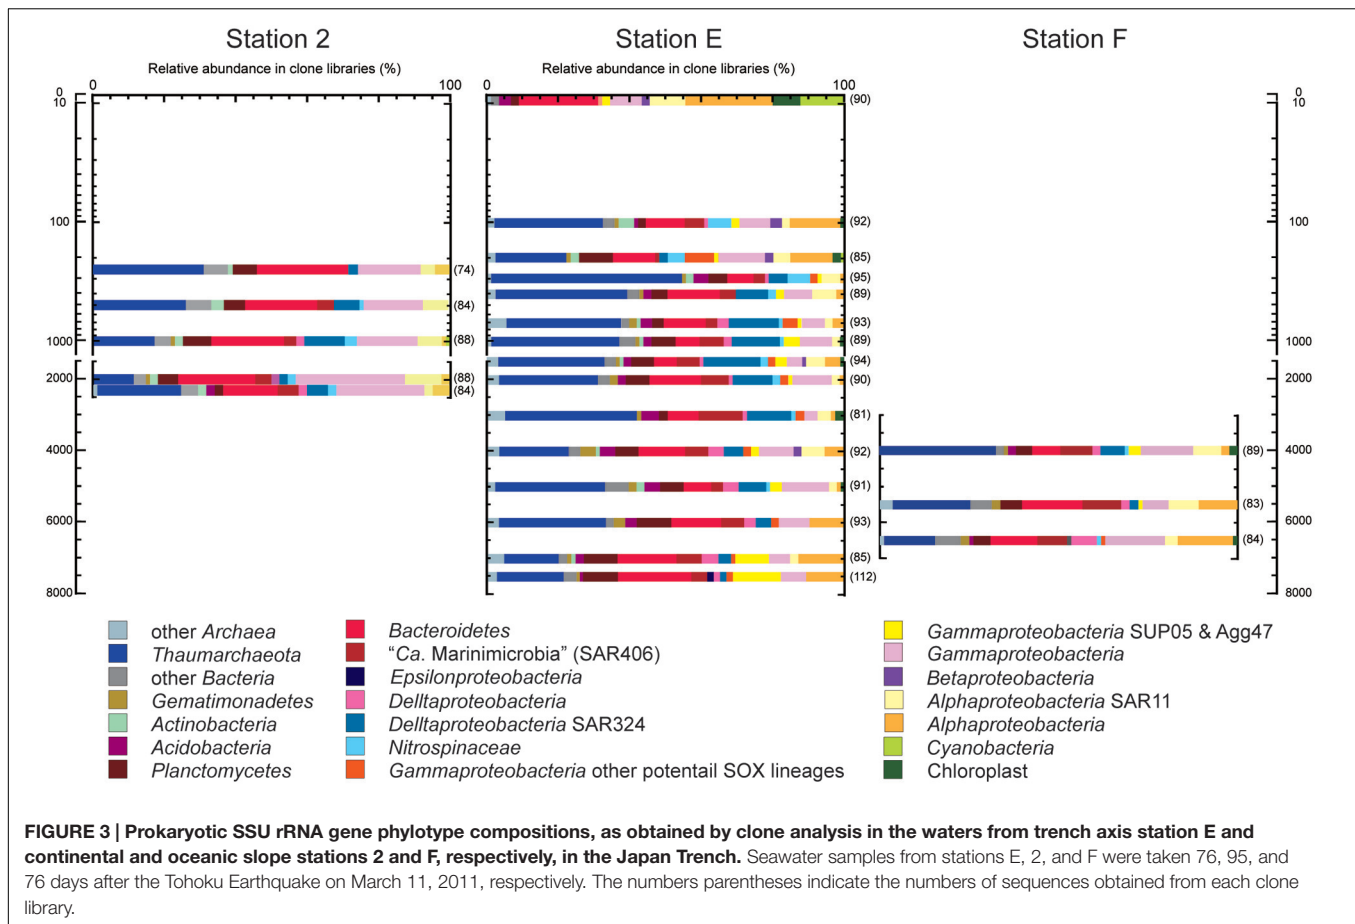 Station 2
Station E
Station F
Relative abundance in clone libraries (%)
Relative abundance in clone libraries (%)
0 100
0 100
0
10
100
1000
2000
4000
6000
8000
(74)
(84)
(88)
(88)
(84)
(90)
(92)
(85)
(95)
(89)
(93)
(89)
(94)
(90)
(81)
(92)
(91)
(93)
(85)
(112)
(89)
(83)
(84)
0
10
100
1000
2000
4000
6000
8000
other Archaea
Thaumarchaeota
other Bacteria
Gematimonadetes
Actinobacteria
Acidobacteria
Planctomycetes
Bacteroidetes
"Ca. Marinimicrobia" (SAR406)
Epsilonproteobacteria
Delltaproteobacteria
Delltaproteobacteria SAR324
Nitrospinaceae
Gammaproteobacteria other potentail SOX lineages
Gammaproteobacteria SUP05 & Agg47
Gammaproteobacteria
Betaproteobacteria
Alphaproteobacteria SAR11
Alphaproteobacteria
Cyanobacteria
Chloroplast
FIGURE 3 | Prokaryotic SSU rRNA gene phylotype compositions, as obtained by clone analysis in the waters from trench axis station E and
continental and oceanic slope stations 2 and F, respectively, in the Japan Trench. Seawater samples from stations E, 2, and F were taken 76, 95, and
76 days after the Tohoku Earthquake on March 11, 2011, respectively. The numbers parentheses indicate the numbers of sequences obtained from each clone
library.